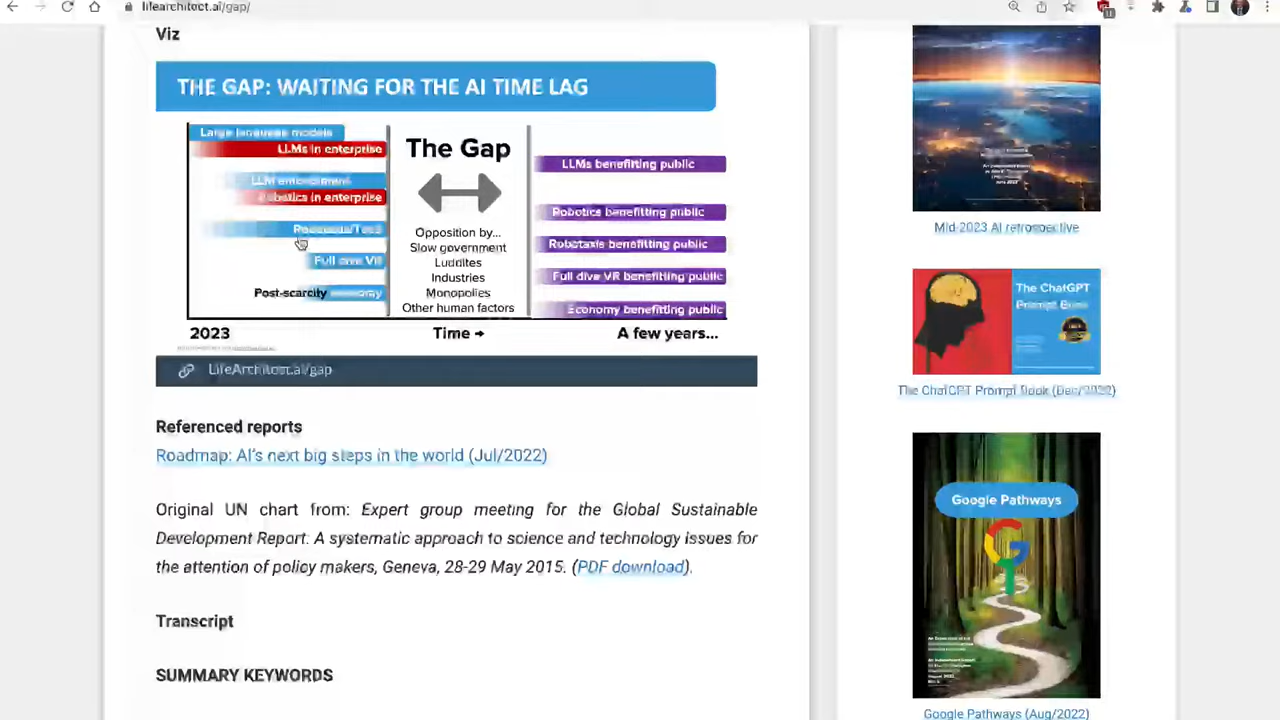 lifearchitect.ai/gap/
Viz
THE GAP: WAITING FOR THE AI TIME LAG
Large language models
LLMs in enterprise
LLM embodiment
Robotics in enterprise
Full dive VR
Post-scarcity economy
The Gap
Opposition by...
Slow government
Luddites
Industries
Monopolies
Other human factors
LLMs benefitting public
Robotics benefitting public
Robotaxis benefitting public
Full dive VR benefitting public
Economy benefitting public
2023
Time →
A few years...
LifeArchitect.ai/gap
Referenced reports
Roadmap: AI's next big steps in the world (Jul/2022)
Original UN chart from: Expert group meeting for the Global Sustainable
Development Report. A systematic approach to science and technology issues for
the attention of policy makers, Geneva, 28-29 May 2015. (PDF download).
Transcript
SUMMARY KEYWORDS
Mid-2023 AI retrospective
The ChatGPT
Prompt Book
The ChatGPT Prompt Book (Dec/2022)
Google Pathways
Google Pathways (Aug/2022)